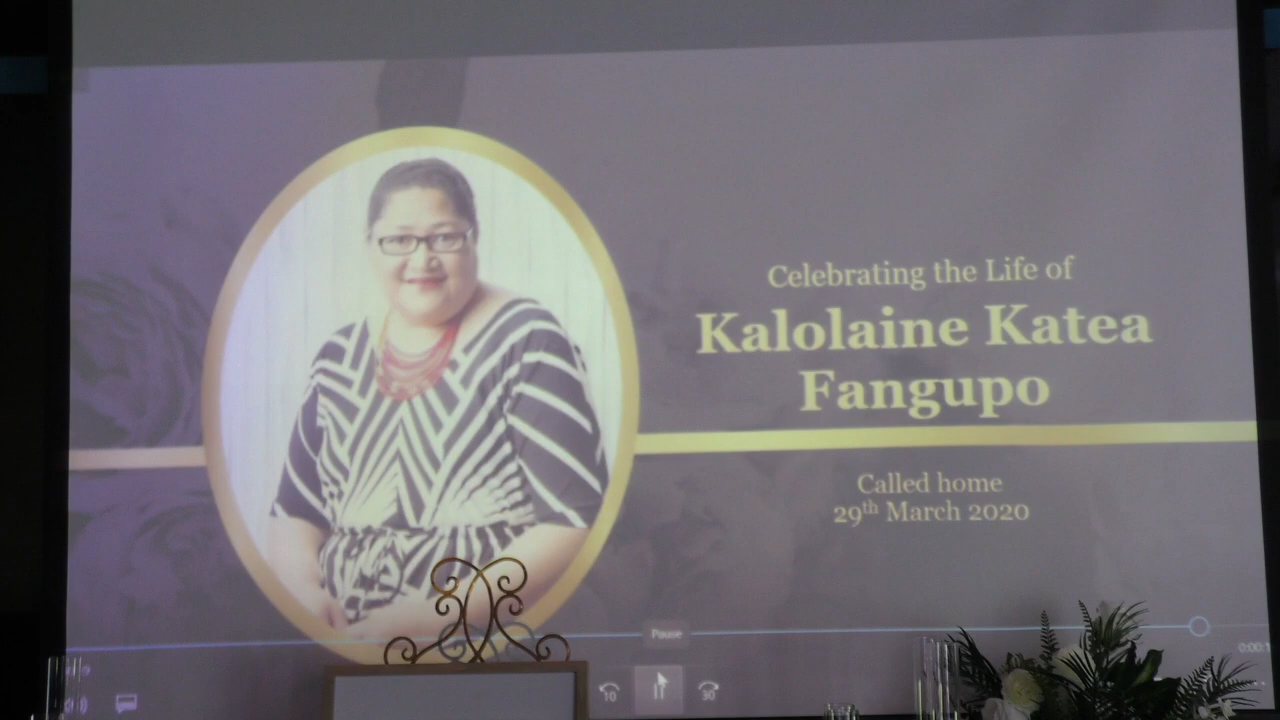 Celebrating the Life of
Kalolaine Katea
Fangupo
Called home
29th March 2020
Pause
10
30